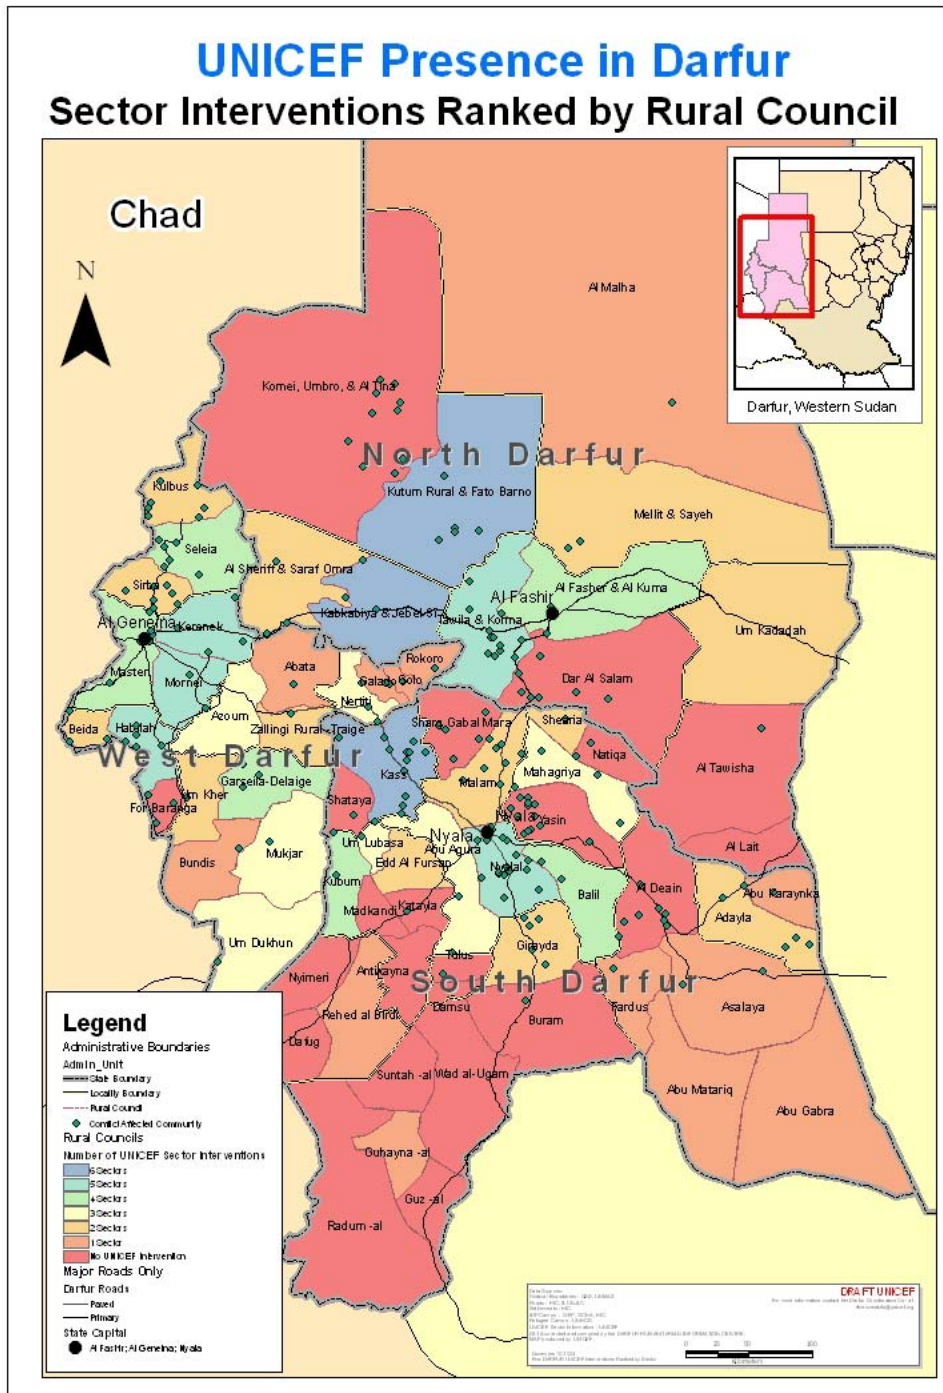 UNICEF Presence in Darfur
Sector Interventions Ranked by Rural Council
Chad
N
Al Malha
Darfur, Western Sudan
Kornei, Umbro, & Al Tina
North Darfur
Kulbus
Kutum Rural & Fato Barno
Mellit & Sayeh
Seleia
Al Sheriff & Saraf Omra
Sirba
Al Fasher & Al Kuma
Al Fashir
Kabkabiya & Jebel Si
Tawila & Korma
Al Geneina
Kerenek
Um Kadadah
Rokoro
Abata
Golo
Masteri
Mornei
Dar Al Salam
Nertiti
Azoum
Beida
Habilah
Zallingi Rural -Traige
Sharg Gabal Mara
Sheiria
Natiqa
West Darfur
Al Tawisha
Kass
Mahagriya
Malam
Garseila-Delaige
Um Kher
Shataya
For Baranga
Nyala
Yasin
Nyala
Um Lubasa
Abu Agura
Al Lait
Mukjar
Edd Al Fursan
Bundis
Nyalal
Kubum
Al Deain
Balil
Abu Karaynka
Katayla
Madkandi
Adayla
Um Dukhun
Girayda
Tulus
Antikayna
Nyimeri
South Darfur
Damsu
Fardus
Asalaya
Rehed al Birdi
Buram
Dafug
Suntah -al
Wad al-Ugam
Abu Matariq
Abu Gabra
Guhayna -al
Guz -al
Radum -al
Legend
Administrative Boundaries
Admin_Unit
State Boundary
Locality Boundary
Rural Council
Conflict Affected Community
Rural Councils
Number of UNICEF Sector Interventions
6 Sectors
5 Sectors
4 Sectors
3 Sectors
2 Sectors
1 Sector
No UNICEF Intervention
Major Roads Only
Darfur Roads
Paved
Primary
State Capital
Al Fashir; Al Geneina; Nyala
DRAFT UNICEF
Kilometers